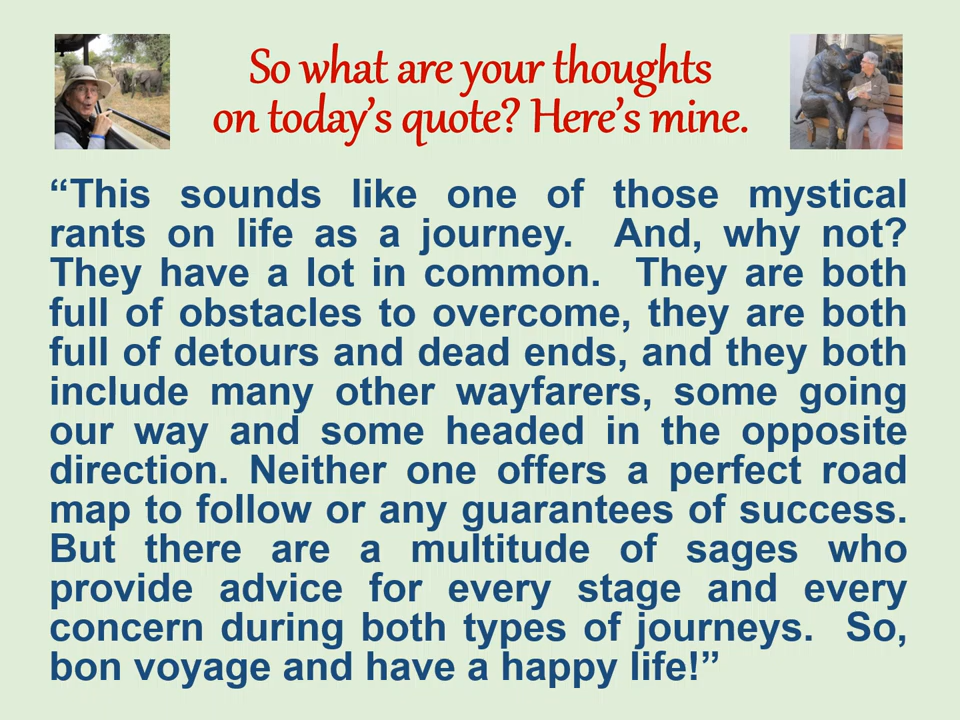 So what are your thoughts
on today’s quote? Here’s mine.
“This sounds like one of those mystical
rants on life as a journey.  And, why not?
They have a lot in common.  They are both
full of obstacles to overcome, they are both
full of detours and dead ends, and they both
include many other wayfarers, some going
our way and some headed in the opposite
direction. Neither one offers a perfect road
map to follow or any guarantees of success.
But there are a multitude of sages who
provide advice for every stage and every
concern during both types of journeys.  So,
bon voyage and have a happy life!”